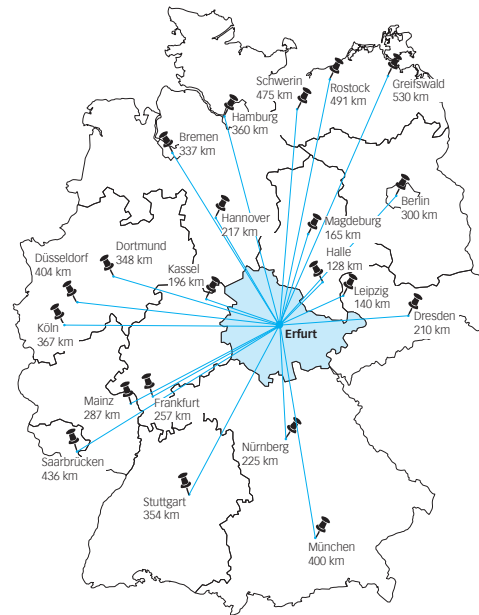 Schwerin
475 km
Rostock
491 km
Greifswald
530 km
Hamburg
360 km
Bremen
337 km
Berlin
300 km
Hannover
217 km
Magdeburg
165 km
Dortmund
348 km
Düsseldorf
404 km
Kassel
196 km
Halle
128 km
Leipzig
140 km
Köln
367 km
Dresden
210 km
Erfurt
Mainz
287 km
Frankfurt
257 km
Nürnberg
225 km
Saarbrücken
436 km
Stuttgart
354 km
München
400 km